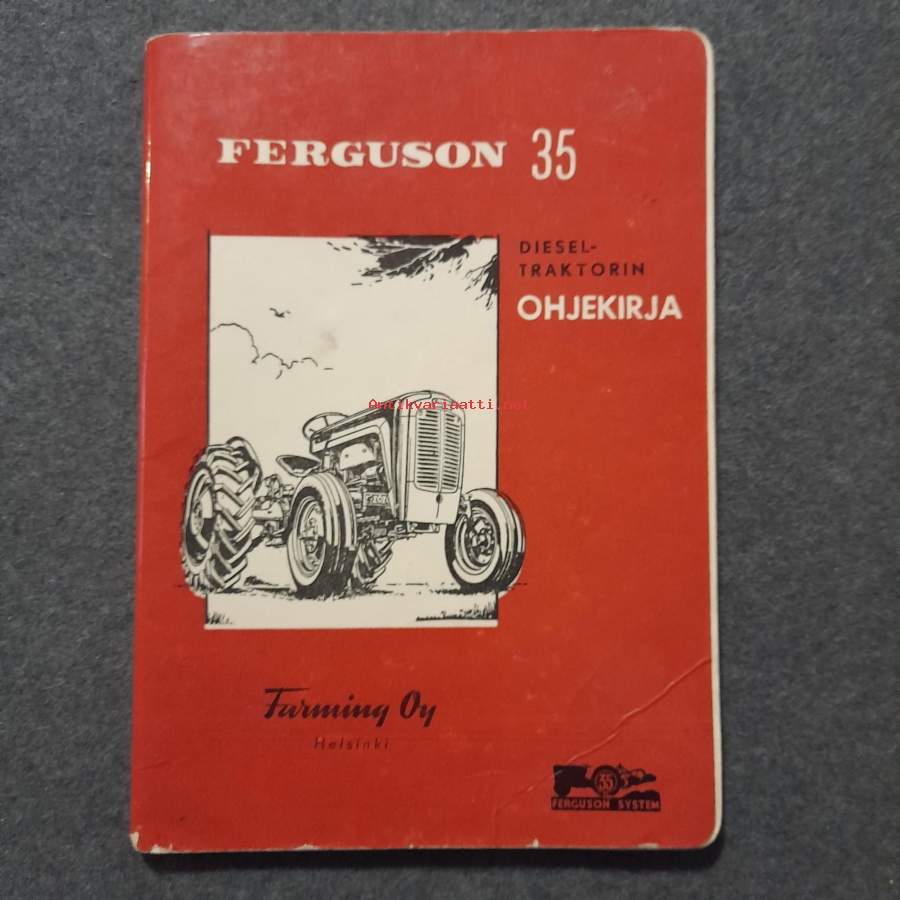 FERGUSON 35
DIESEL-
TRAKTORIN
OHJEKIRJA
Antikvariaatti.net
Farming Oy
Helsinki
35
FERGUSON SYSTEM